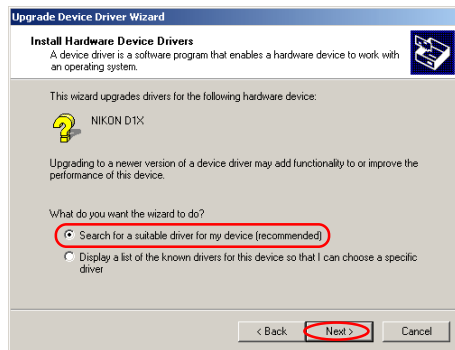 Upgrade Device Driver Wizard
Install Hardware Device Drivers
A device driver is a software program that enables a hardware device to work with
an operating system.
This wizard upgrades drivers for the following hardware device:
NIKON D1X
Upgrading to a newer version of a device driver may add functionality to or improve the
performance of this device.
What do you want the wizard to do?
Search for a suitable driver for my device (recommended)
Display a list of the known drivers for this device so that I can choose a specific
driver
< Back Next > Cancel